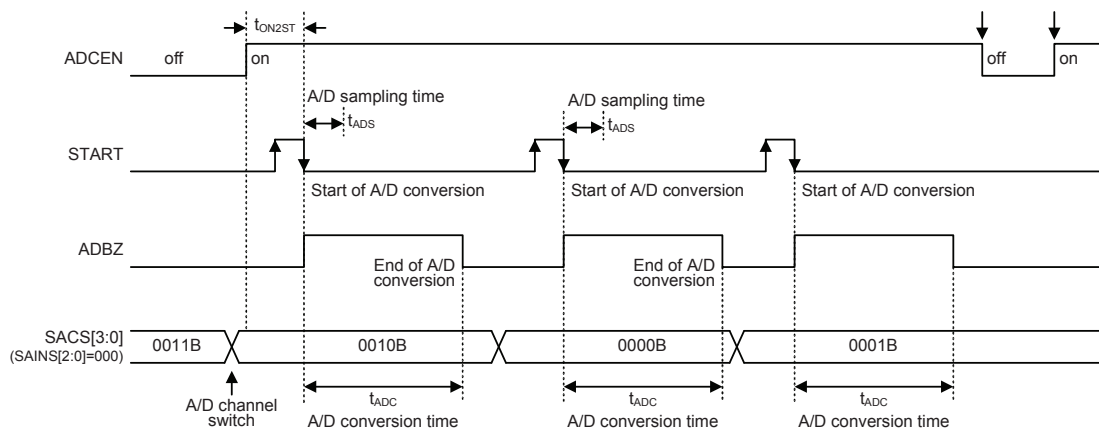 tON2ST
ADCEN
off
on
off
on
A/D sampling time
tADS
A/D sampling time
tADS
START
Start of A/D conversion
Start of A/D conversion
Start of A/D conversion
ADBZ
End of A/D
conversion
End of A/D
conversion
SACS[3:0]
(SAINS[2:0]=000)
0011B
0010B
0000B
0001B
A/D channel
switch
tADC
A/D conversion time
tADC
A/D conversion time
tADC
A/D conversion time